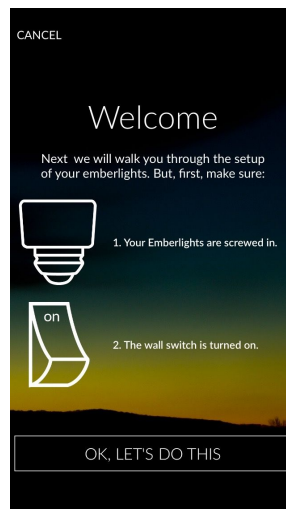 CANCEL
Welcome
Next we will walk you through the setup
of your emberlights. But, first, make sure:
1. Your Emberlights are screwed in.
on
2. The wall switch is turned on.
OK, LET'S DO THIS